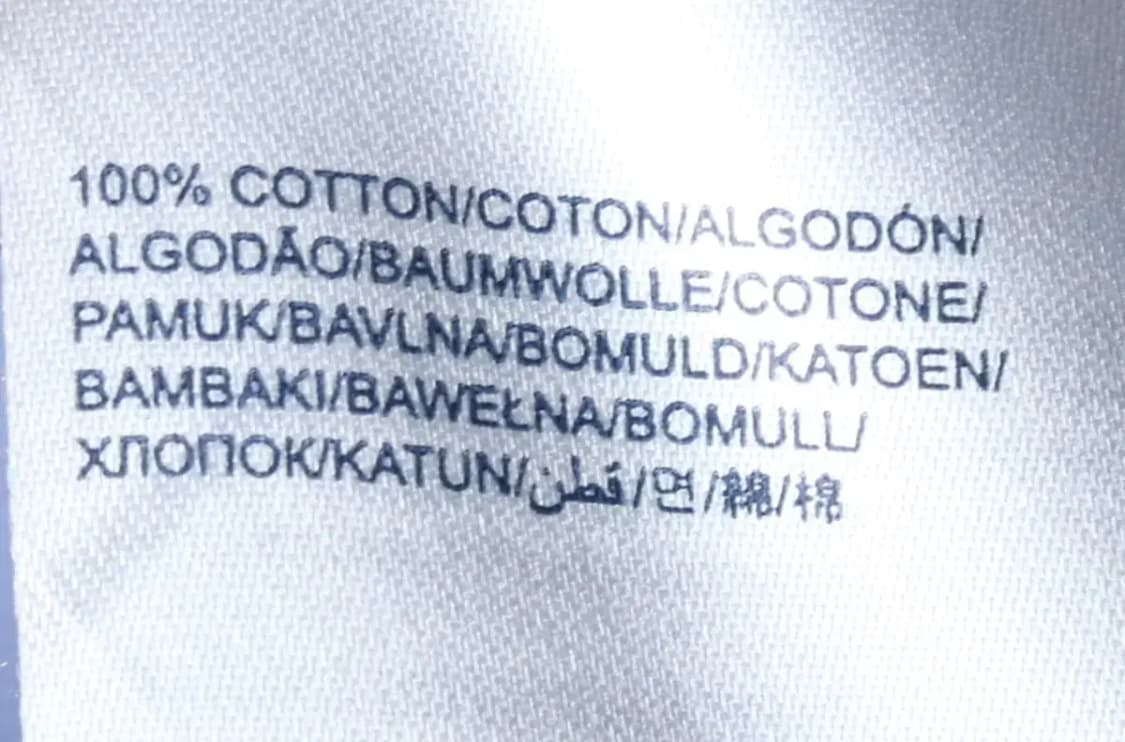 100% COTTON/COTON/ALGODÓN/
ALGODÃO/BAUMWOLLE/COTONE/
PAMUK/BAVLNA/BOMULD/KATOEN/
BAMBAKI/BAWEŁNA/BOMULL/
ХЛОПОК/KATUN/قطن/면/綿/棉